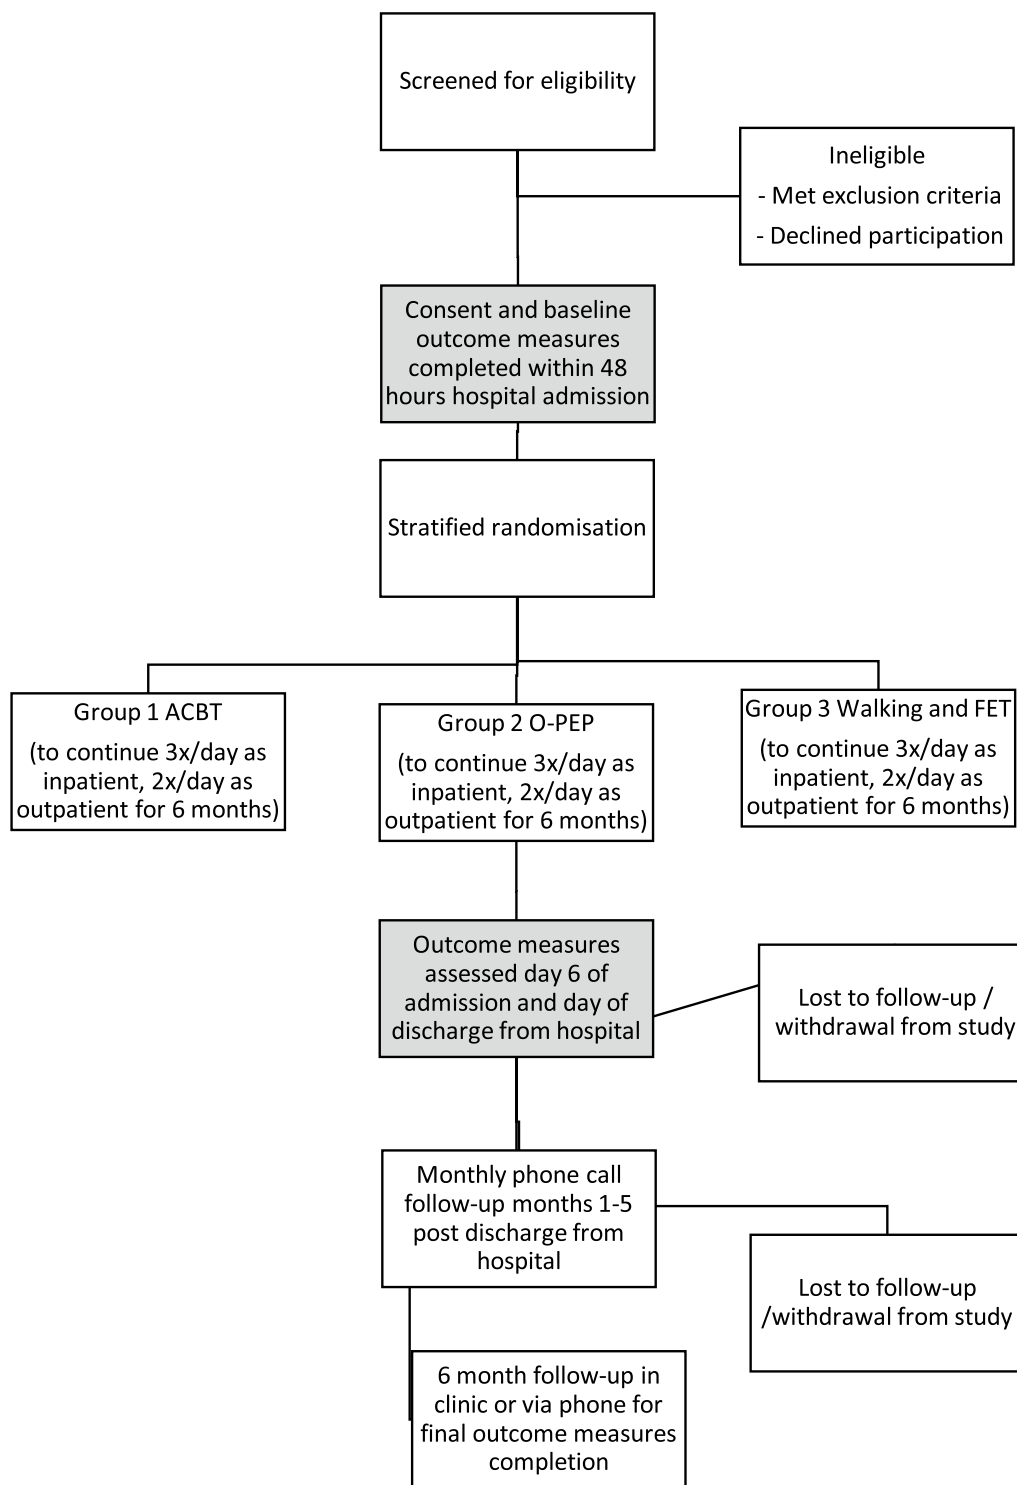 Screened for eligibility
Ineligible
- Met exclusion criteria
- Declined participation
Consent and baseline
outcome measures
completed within 48
hours hospital admission
Stratified randomisation
Group 1 ACBT
(to continue 3x/day as
inpatient, 2x/day as
outpatient for 6 months)
Group 2 O-PEP
(to continue 3x/day as
inpatient, 2x/day as
outpatient for 6 months)
Group 3 Walking and FET
(to continue 3x/day as
inpatient, 2x/day as
outpatient for 6 months)
Outcome measures
assessed day 6 of
admission and day of
discharge from hospital
Lost to follow-up /
withdrawal from study
Monthly phone call
follow-up months 1-5
post discharge from
hospital
Lost to follow-up
/withdrawal from study
6 month follow-up in
clinic or via phone for
final outcome measures
completion